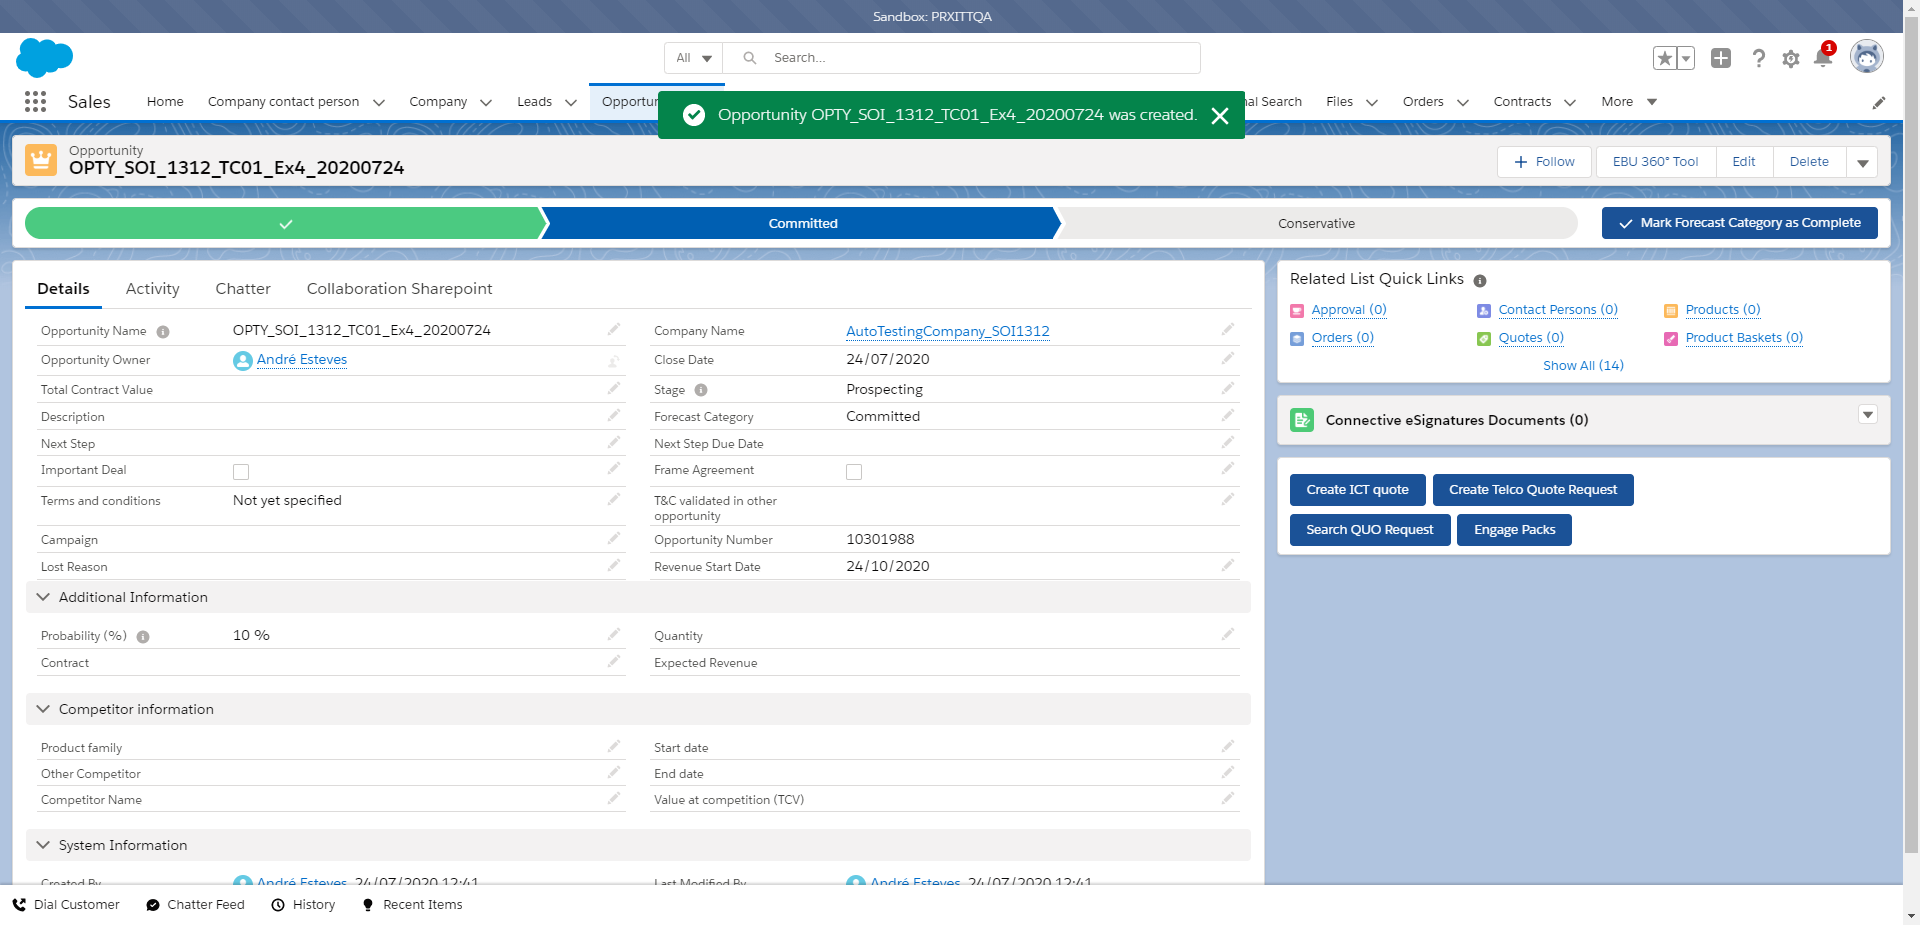 Sandbox: PRXITTQA
All
Search...
1
Sales
Home
Company contact person
Company
Leads
Opportun
nal Search
Files
Orders
Contracts
More
Opportunity OPTY_SOI_1312_TC01_Ex4_20200724 was created.
Opportunity
OPTY_SOI_1312_TC01_Ex4_20200724
Follow
EBU 360° Tool
Edit
Delete
Committed
Conservative
Mark Forecast Category as Complete
Details
Activity
Chatter
Collaboration Sharepoint
Opportunity Name
OPTY_SOI_1312_TC01_Ex4_20200724
Company Name
AutoTestingCompany_SOI1312
Opportunity Owner
André Esteves
Close Date
24/07/2020
Total Contract Value
Stage
Prospecting
Description
Forecast Category
Committed
Next Step
Next Step Due Date
Important Deal
Frame Agreement
Terms and conditions
Not yet specified
T&C validated in other
opportunity
Campaign
Opportunity Number
10301988
Lost Reason
Revenue Start Date
24/10/2020
Additional Information
Probability (%)
10 %
Quantity
Contract
Expected Revenue
Competitor information
Product family
Start date
Other Competitor
End date
Competitor Name
Value at competition (TCV)
System Information
Created By
André Esteves, 24/07/2020 12:41
Last Modified By
André Esteves, 24/07/2020 12:41
Related List Quick Links
Approval (0)
Contact Persons (0)
Products (0)
Orders (0)
Quotes (0)
Product Baskets (0)
Show All (14)
Connective eSignatures Documents (0)
Create ICT quote
Create Telco Quote Request
Search QUO Request
Engage Packs
Dial Customer
Chatter Feed
History
Recent Items